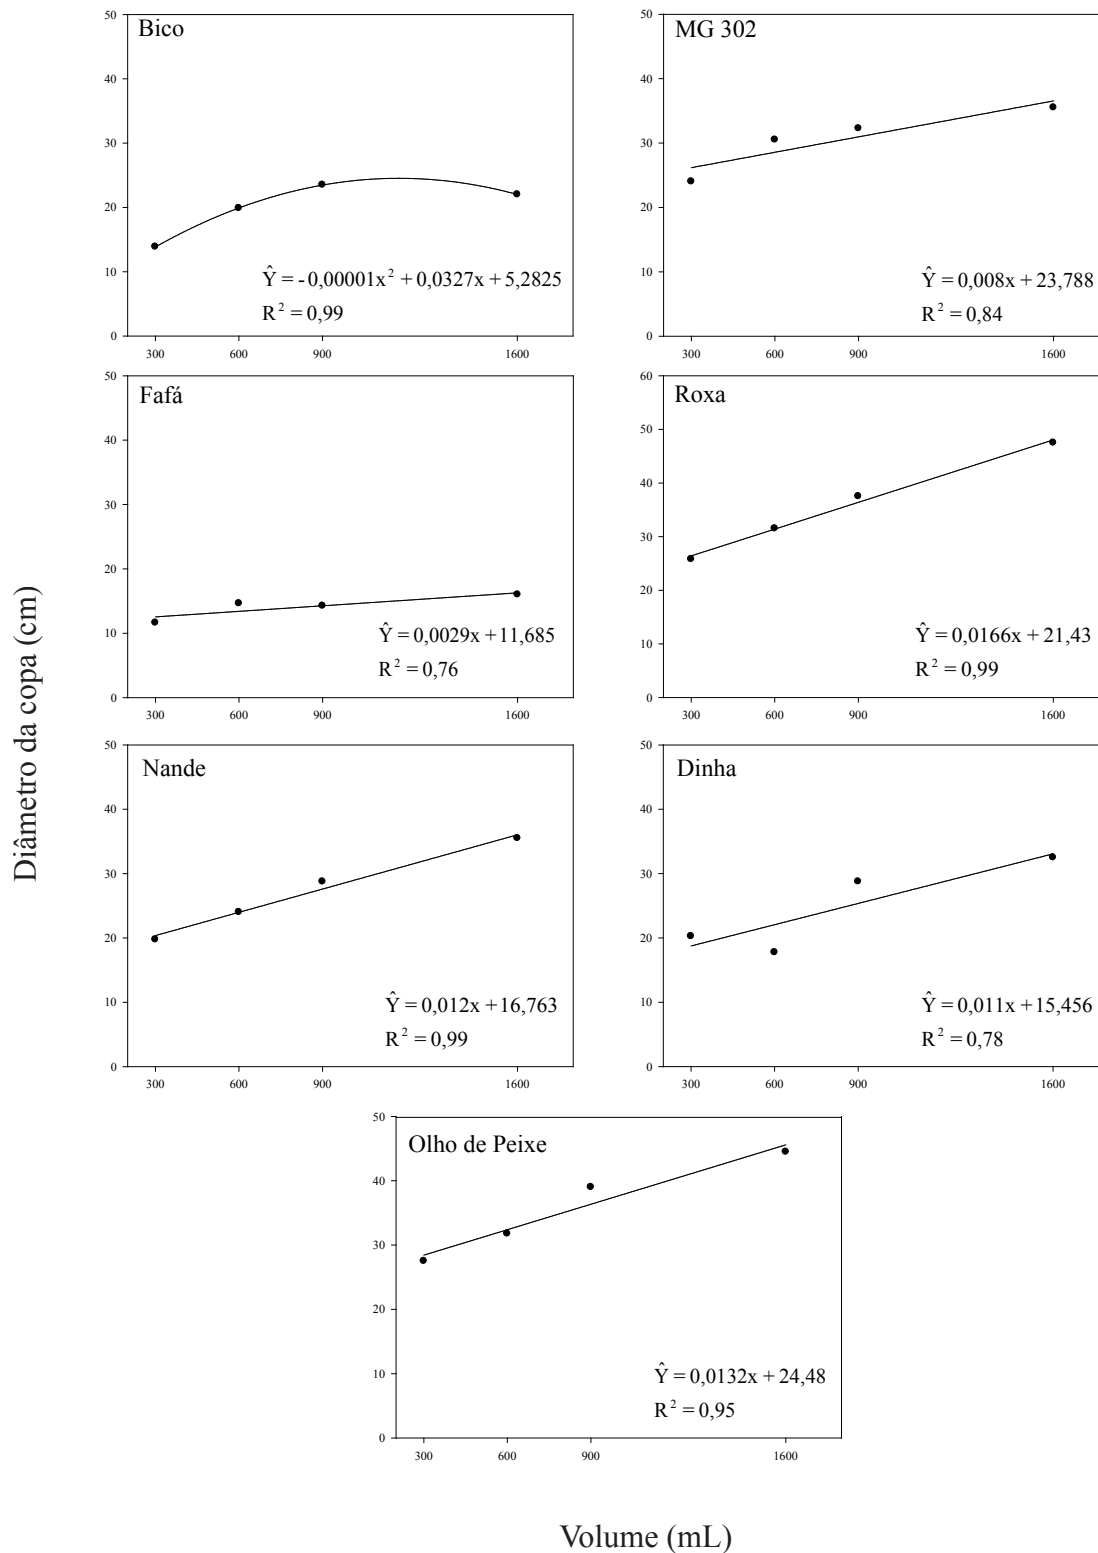 Diâmetro da copa (cm)
Bico
50
40
30
20
10
0
Ŷ = - 0,00001x² + 0,0327x + 5,2825
R² = 0,99
300 600 900 1600
MG 302
50
40
30
20
10
0
Ŷ = 0,008x + 23,788
R² = 0,84
300 600 900 1600
Fafá
50
40
30
20
10
0
Ŷ = 0,0029x + 11,685
R² = 0,76
300 600 900 1600
Roxa
60
50
40
30
20
10
0
Ŷ = 0,0166x + 21,43
R² = 0,99
300 600 900 1600
Nande
50
40
30
20
10
0
Ŷ = 0,012x + 16,763
R² = 0,99
300 600 900 1600
Dinha
50
40
30
20
10
0
Ŷ = 0,011x + 15,456
R² = 0,78
300 600 900 1600
Olho de Peixe
50
40
30
20
10
0
Ŷ = 0,0132x + 24,48
R² = 0,95
300 600 900 1600
Volume (mL)